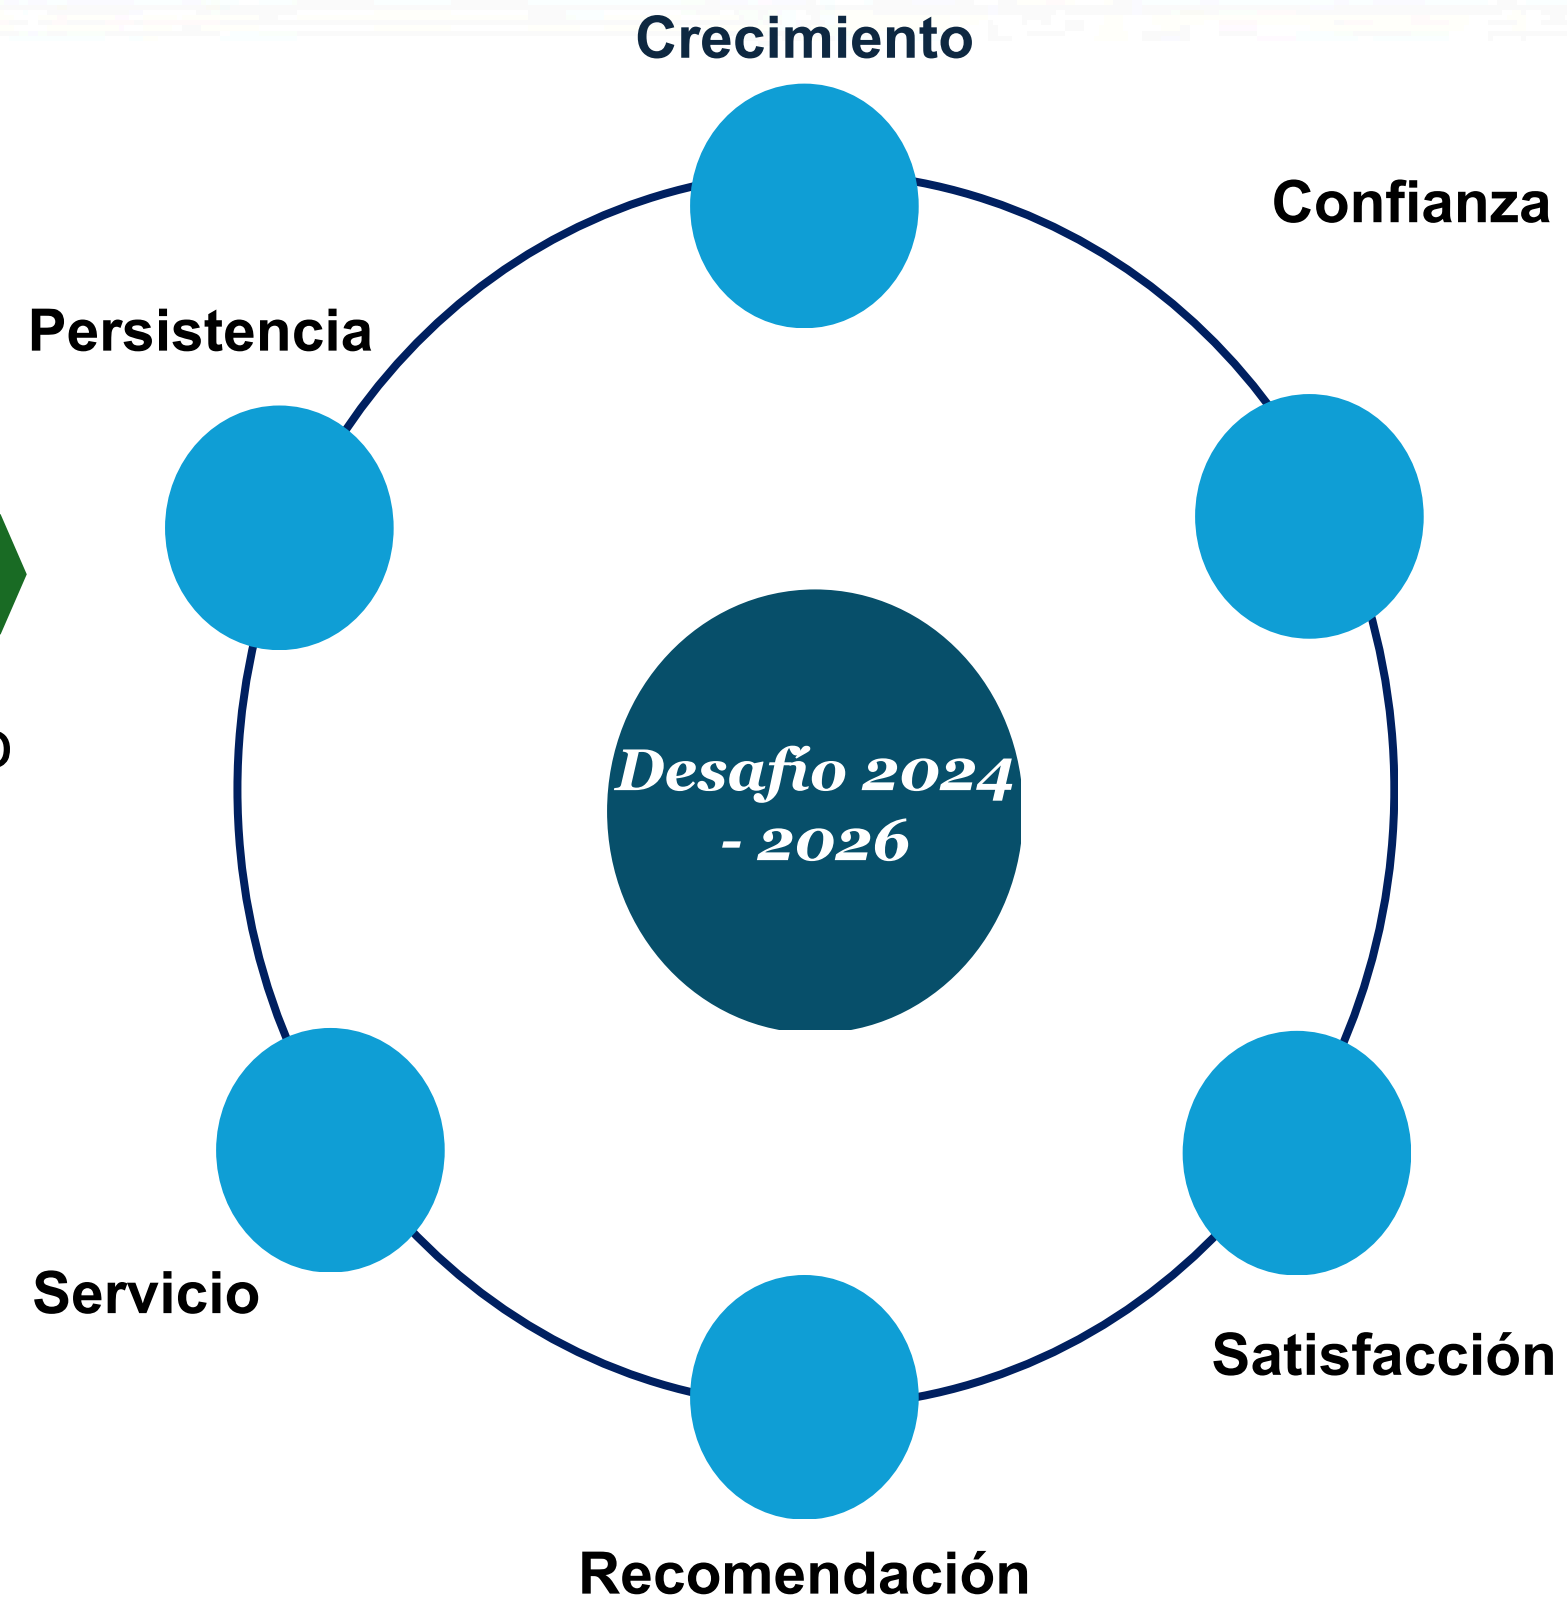 Crecimiento
Confianza
Persistencia
Desafío 2024
- 2026
Servicio
Satisfacción
Recomendación